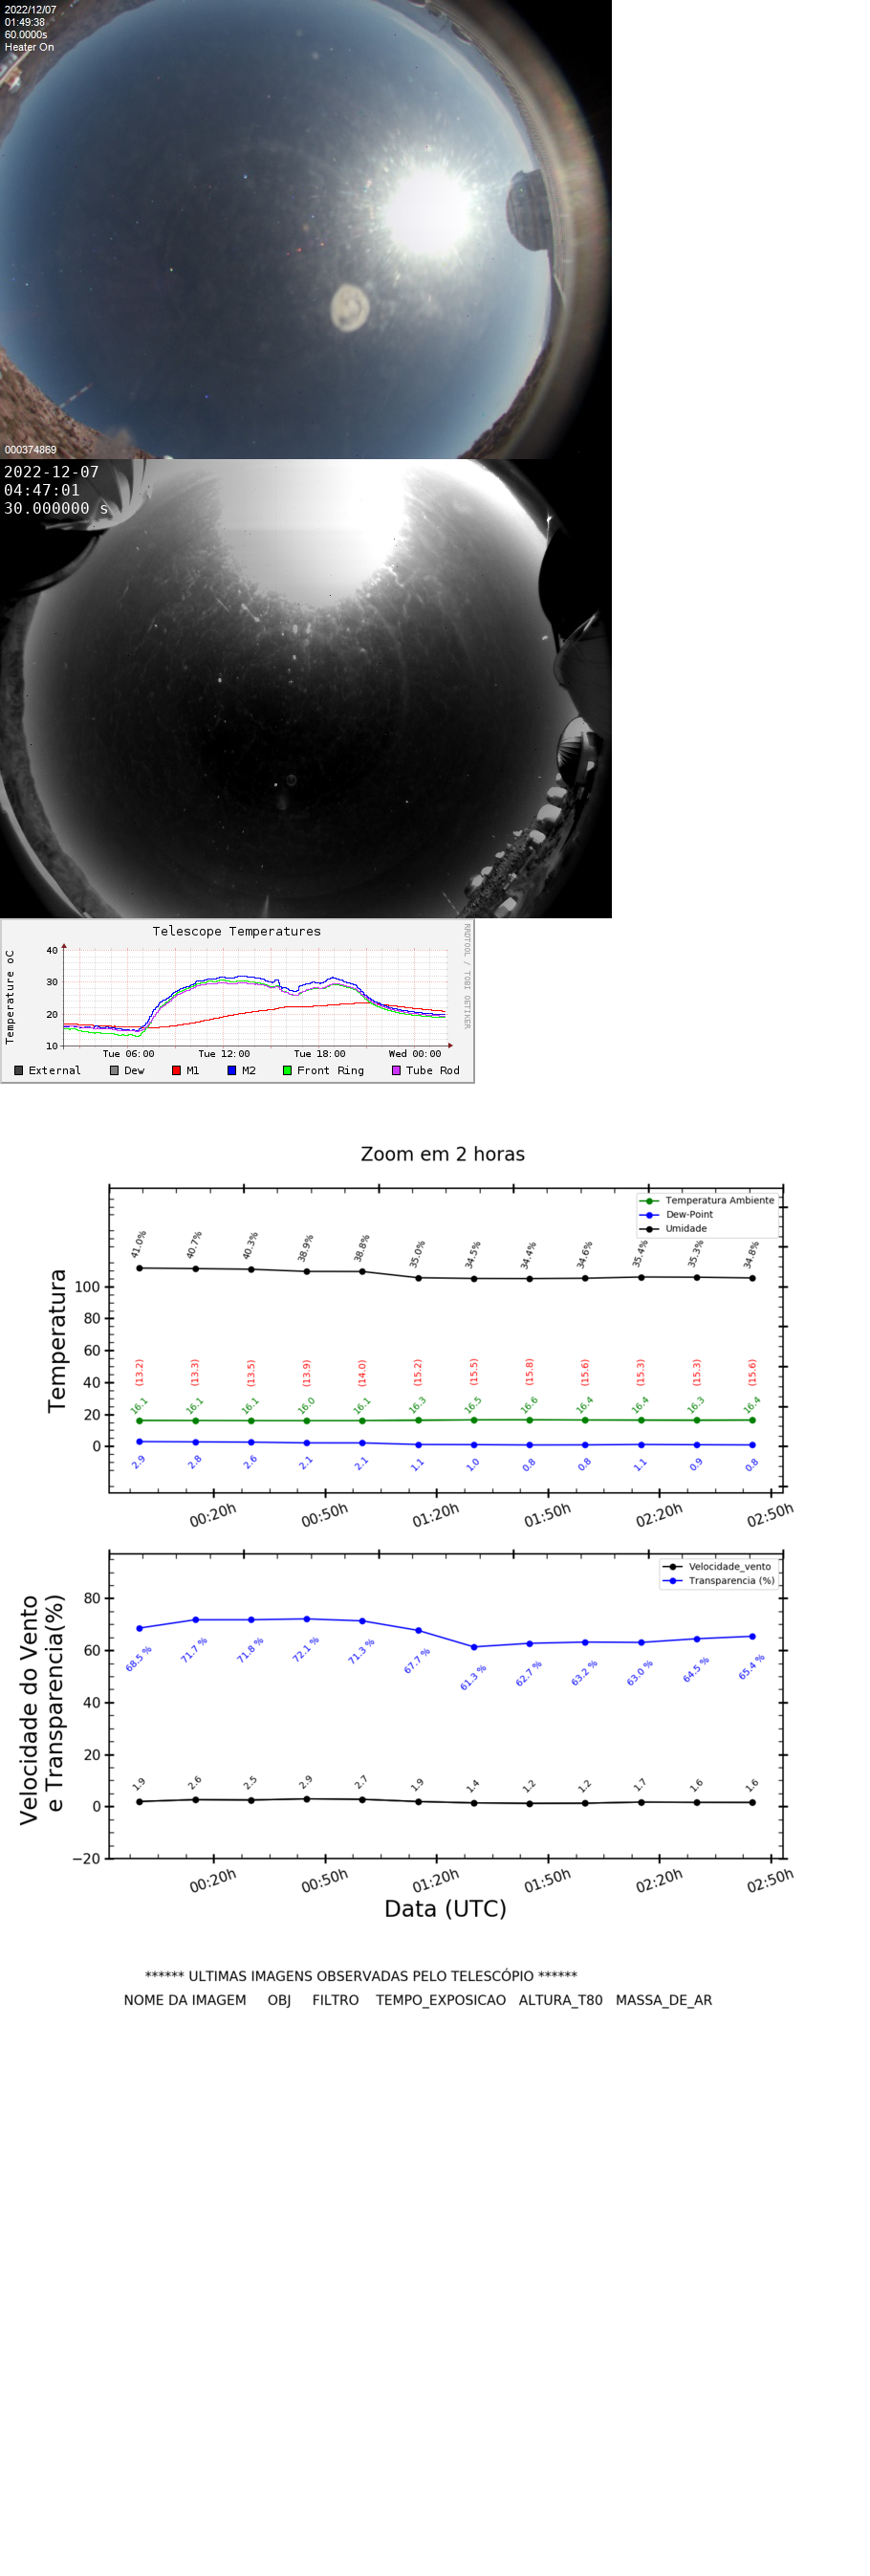 2022/12/07
01:49:38
60.0000s
Heater On
000374869
2022-12-07
04:47:01
30.000000 s
Telescope Temperatures
RRDTOOL / TOBI OETIKER
Temperature oC
40
30
20
10
Tue 06:00 Tue 12:00 Tue 18:00 Wed 00:00
External Dew M1 M2 Front Ring Tube Rod
Zoom em 2 horas
Temperatura Ambiente
Dew-Point
Umidade
Temperatura
100
80
60
40
20
0
41.0% 40.7% 40.3% 38.9% 38.8% 35.0% 34.5% 34.4% 34.6% 35.4% 35.3% 34.8%
(13.2) (13.3) (13.5) (13.9) (14.0) (15.2) (15.5) (15.8) (15.6) (15.3) (15.3) (15.6)
16.1 16.1 16.1 16.0 16.1 16.3 16.5 16.6 16.4 16.4 16.3 16.4
2.9 2.8 2.6 2.1 2.1 1.1 1.0 0.8 0.8 1.1 0.9 0.8
00:20h 00:50h 01:20h 01:50h 02:20h 02:50h
Velocidade_vento
Transparencia (%)
Velocidade do Vento
e Transparencia(%)
80
60
40
20
0
−20
68.5 % 71.7 % 71.8 % 72.1 % 71.3 % 67.7 % 61.3 % 62.7 % 63.2 % 63.0 % 64.5 % 65.4 %
1.9 2.6 2.5 2.9 2.7 1.9 1.4 1.2 1.2 1.7 1.6 1.6
00:20h 00:50h 01:20h 01:50h 02:20h 02:50h
Data (UTC)
****** ULTIMAS IMAGENS OBSERVADAS PELO TELESCÓPIO ******
NOME DA IMAGEM OBJ FILTRO TEMPO_EXPOSICAO ALTURA_T80 MASSA_DE_AR